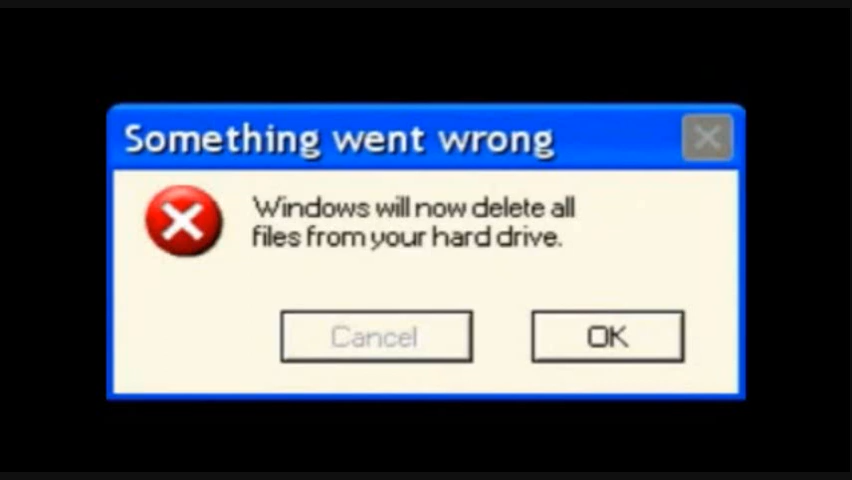 Something went wrong
Windows will now delete all
files from your hard drive.
Cancel
OK